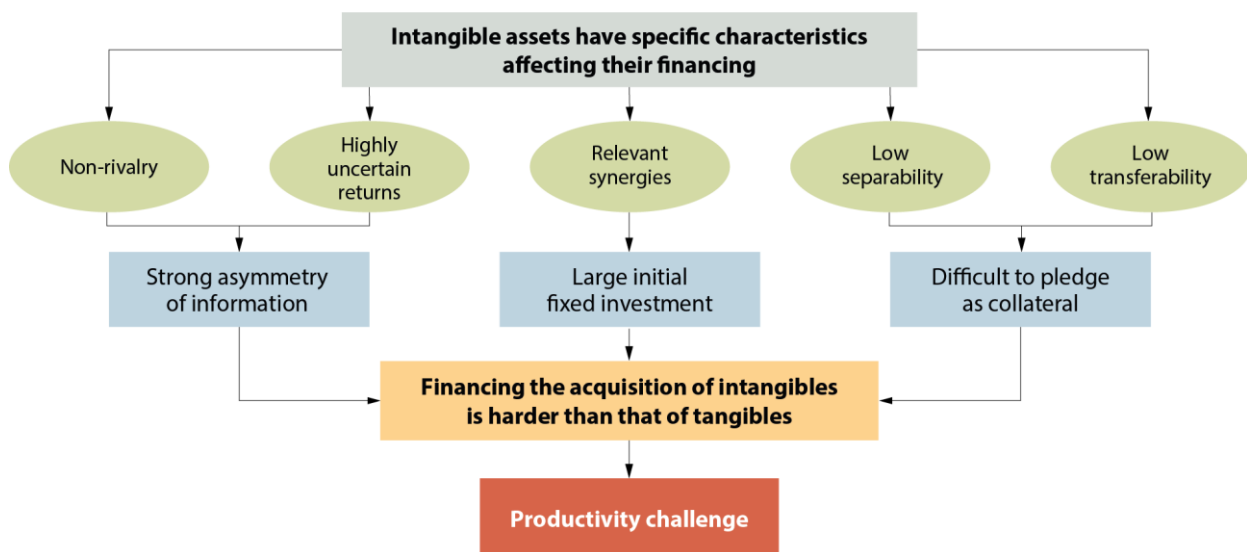 Intangible assets have specific characteristics
affecting their financing
Non-rivalry
Highly
uncertain
returns
Relevant
synergies
Low
separability
Low
transferability
Strong asymmetry
of information
Large initial
fixed investment
Difficult to pledge
as collateral
Financing the acquisition of intangibles
is harder than that of tangibles
Productivity challenge